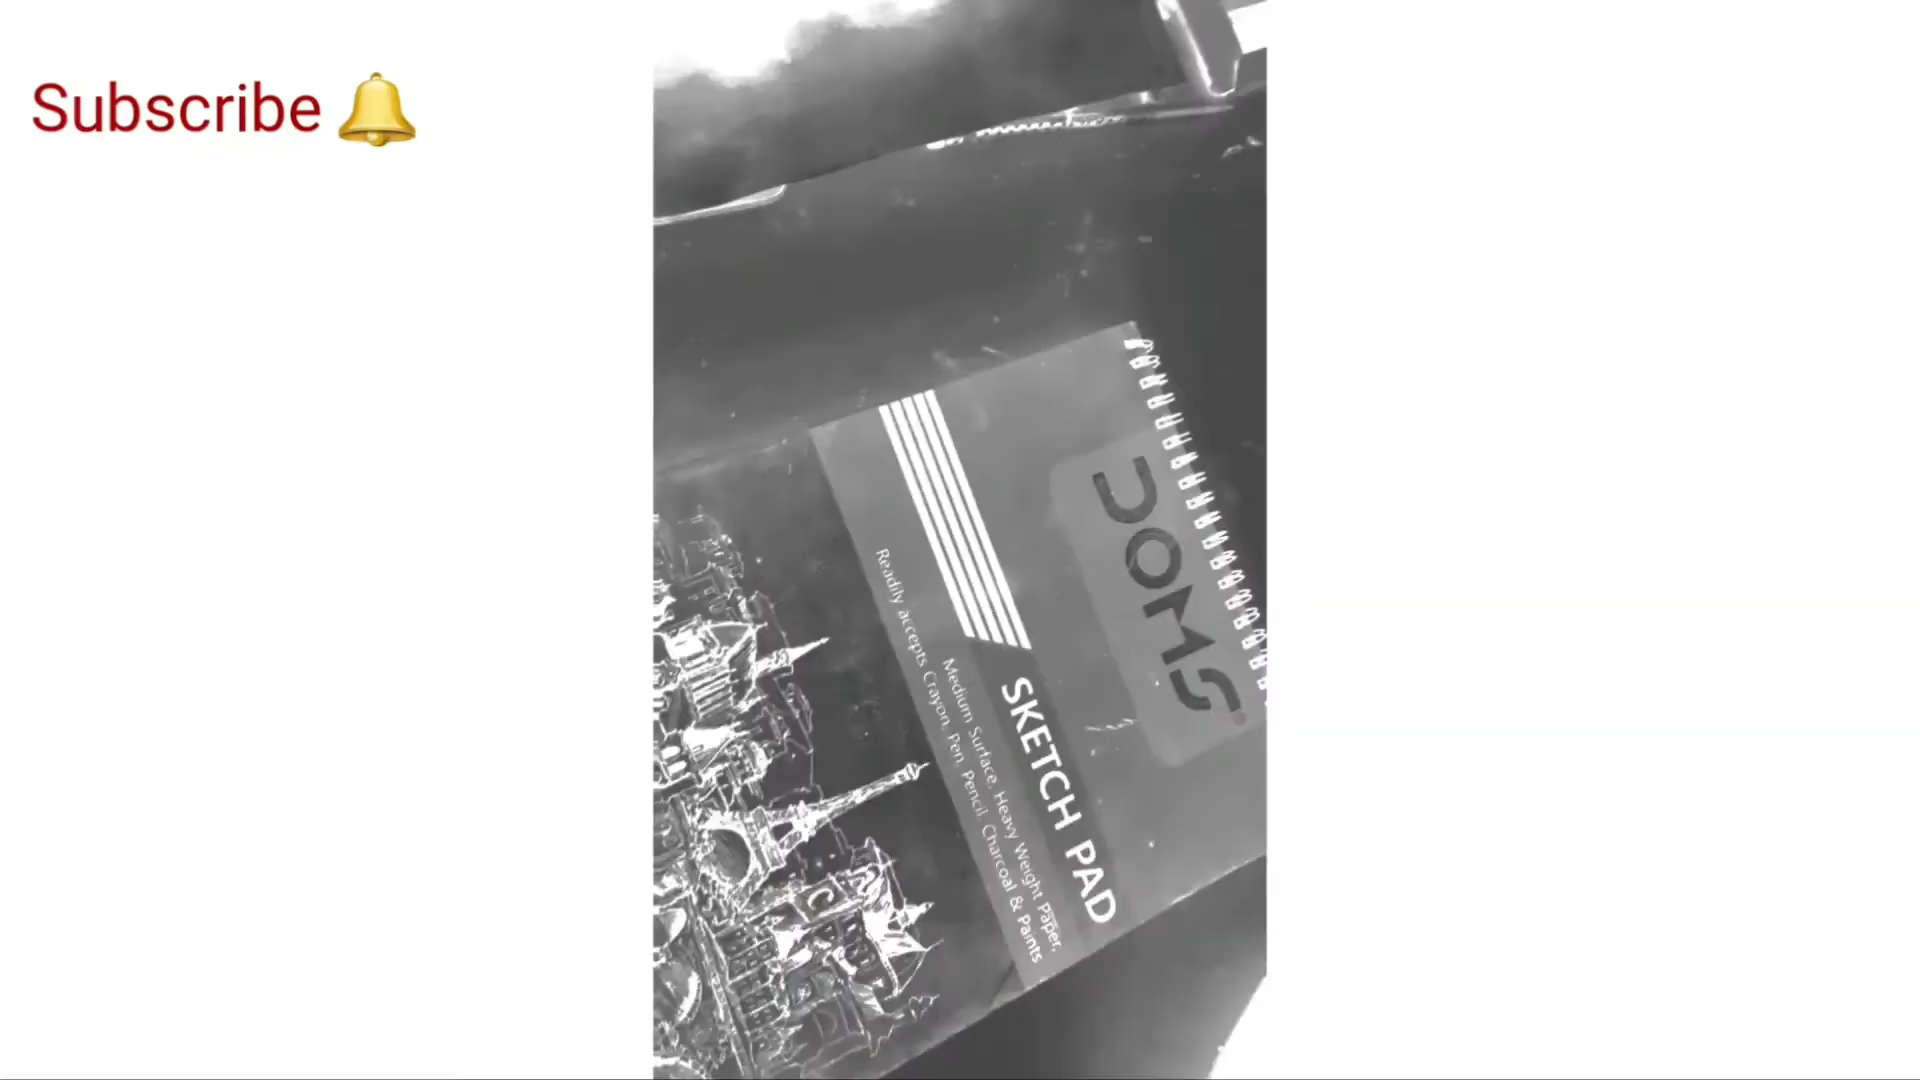 Subscribe 🔔
DOMS
SKETCH PAD
Medium Surface, Heavy Weight Paper,
Readily accepts Crayon, Pen, Pencil, Charcoal & Paints